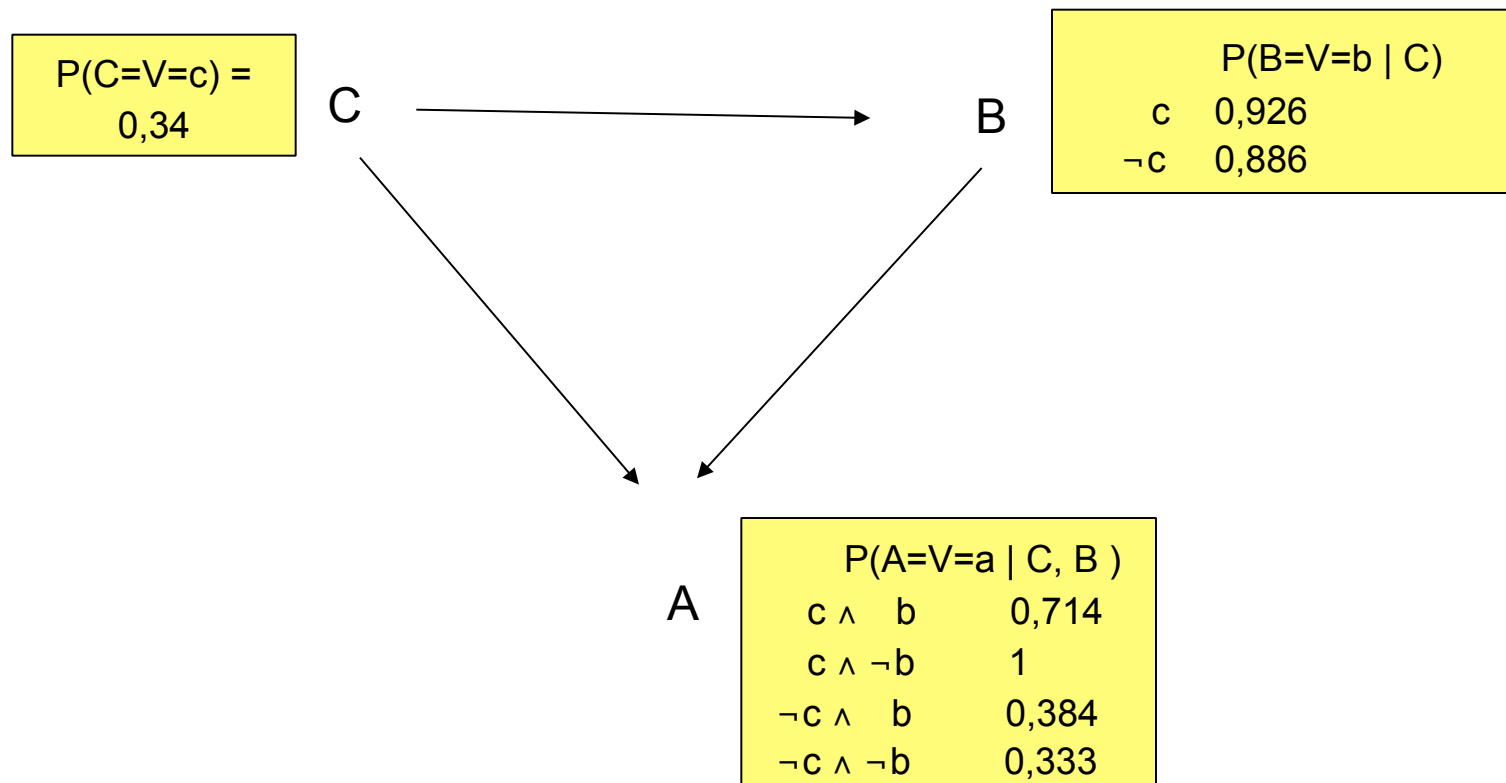 P(C=V=c) =
0,34
C
B
P(B=V=b | C)
c 0,926
¬c 0,886
A
P(A=V=a | C, B )
c ∧ b 0,714
c ∧ ¬b 1
¬c ∧ b 0,384
¬c ∧ ¬b 0,333